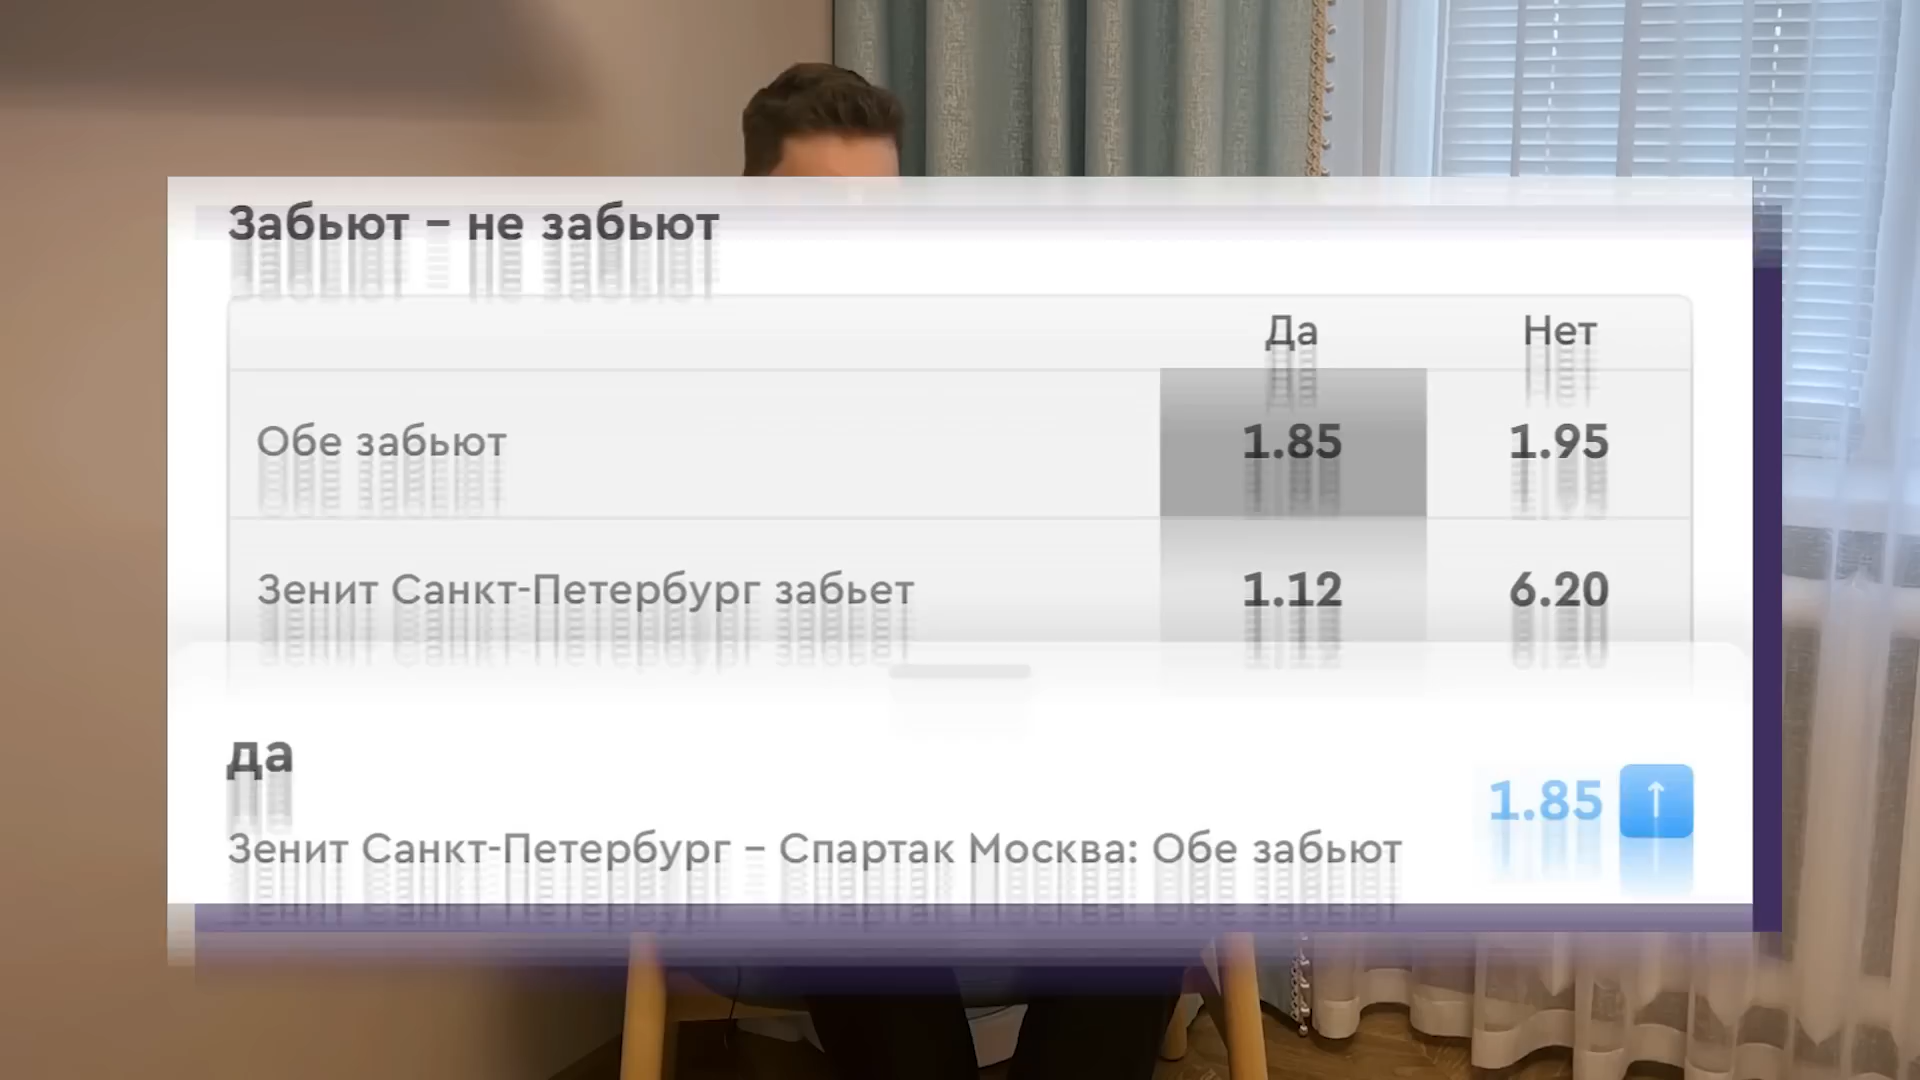 Забьют – не забьют
Да Нет
Обе забьют 1.85 1.95
Зенит Санкт-Петербург забьет 1.12 6.20
да
1.85 ↑
Зенит Санкт-Петербург – Спартак Москва: Обе забьют